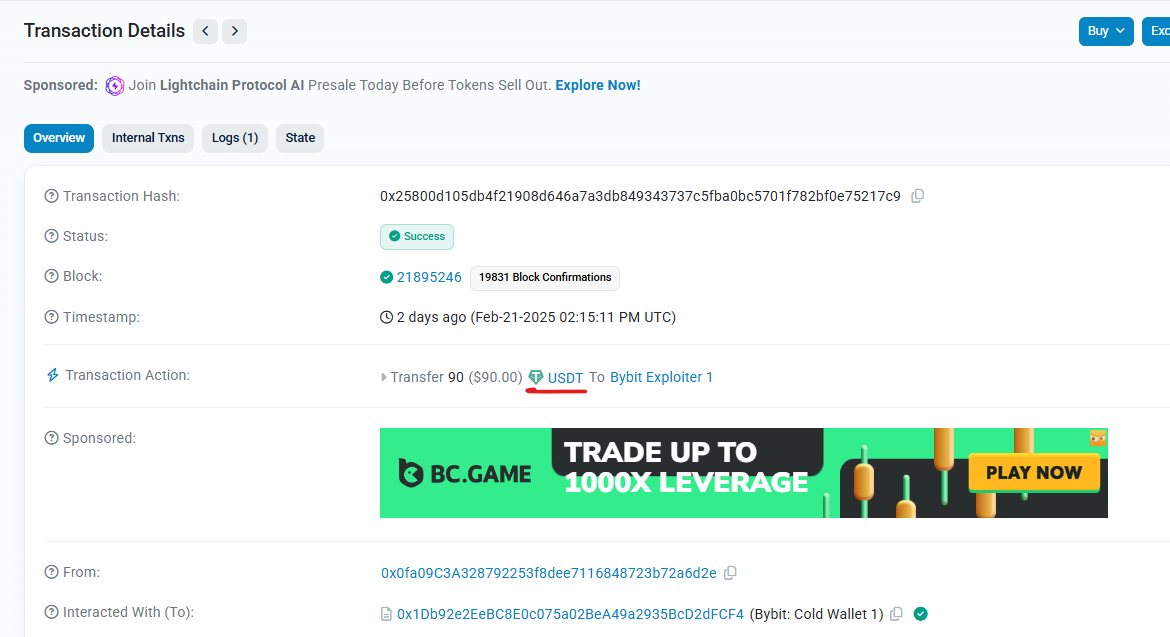 Transaction Details
Buy
Exc
Sponsored: Join Lightchain Protocol AI Presale Today Before Tokens Sell Out. Explore Now!
Overview Internal Txns Logs (1) State
Transaction Hash: 0x25800d105db4f21908d646a7a3db849343737c5fba0bc5701f782bf0e75217c9
Status: Success
Block: 21895246 19831 Block Confirmations
Timestamp: 2 days ago (Feb-21-2025 02:15:11 PM UTC)
Transaction Action: Transfer 90 ($90.00) USDT To Bybit Exploiter 1
Sponsored:
BC.GAME
TRADE UP TO
1000X LEVERAGE
PLAY NOW
From: 0x0fa09C3A328792253f8dee7116848723b72a6d2e
Interacted With (To): 0x1Db92e2EeBC8E0c075a02BeA49a2935BcD2dFCF4 (Bybit: Cold Wallet 1)